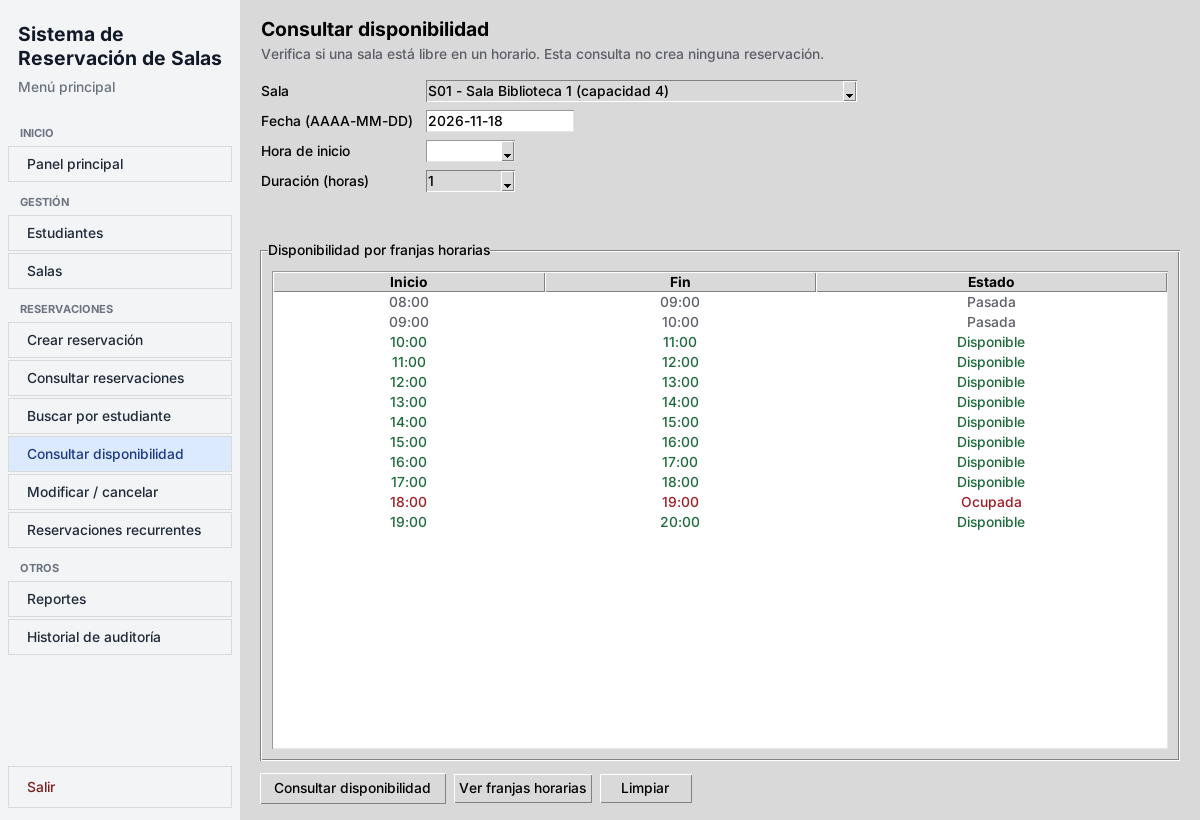 Sistema de
Reservación de Salas
Menú principal
INICIO
Panel principal
GESTIÓN
Estudiantes
Salas
RESERVACIONES
Crear reservación
Consultar reservaciones
Buscar por estudiante
Consultar disponibilidad
Modificar / cancelar
Reservaciones recurrentes
OTROS
Reportes
Historial de auditoría
Salir
Consultar disponibilidad
Verifica si una sala está libre en un horario. Esta consulta no crea ninguna reservación.
Sala S01 - Sala Biblioteca 1 (capacidad 4)
Fecha (AAAA-MM-DD) 2026-11-18
Hora de inicio
Duración (horas) 1
Disponibilidad por franjas horarias
Inicio Fin Estado
08:00 09:00 Pasada
09:00 10:00 Pasada
10:00 11:00 Disponible
11:00 12:00 Disponible
12:00 13:00 Disponible
13:00 14:00 Disponible
14:00 15:00 Disponible
15:00 16:00 Disponible
16:00 17:00 Disponible
17:00 18:00 Disponible
18:00 19:00 Ocupada
19:00 20:00 Disponible
Consultar disponibilidad Ver franjas horarias Limpiar